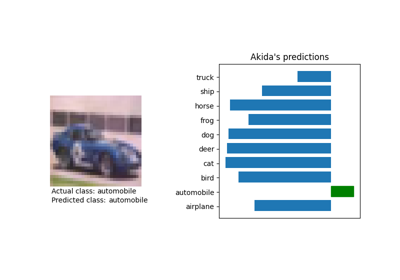 Akida's predictions
truck
ship
horse
frog
dog
deer
cat
bird
automobile
airplane
Actual class: automobile
Predicted class: automobile